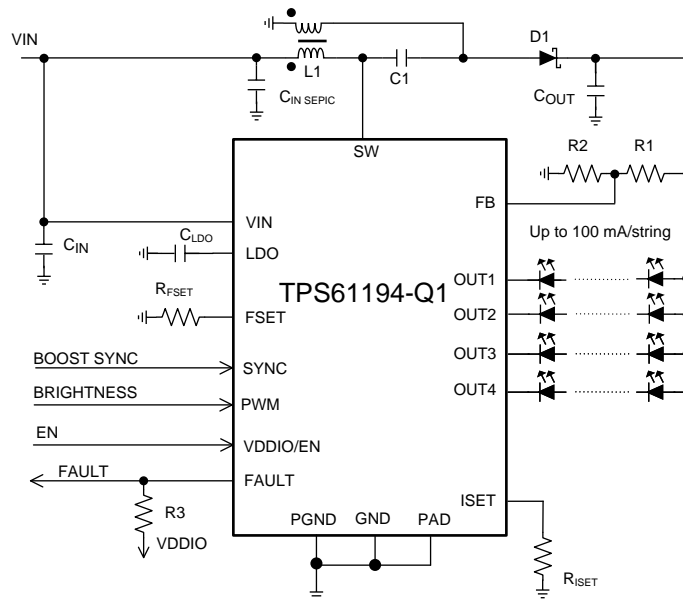 VIN
D1
L1
C1
CIN SEPIC
COUT
SW
R2
R1
FB
VIN
CIN
CLDO
LDO
Up to 100 mA/string
RFSET
TPS61194-Q1
OUT1
FSET
OUT2
BOOST SYNC
SYNC
OUT3
BRIGHTNESS
PWM
OUT4
EN
VDDIO/EN
FAULT
FAULT
ISET
R3
PGND
GND
PAD
VDDIO
RISET